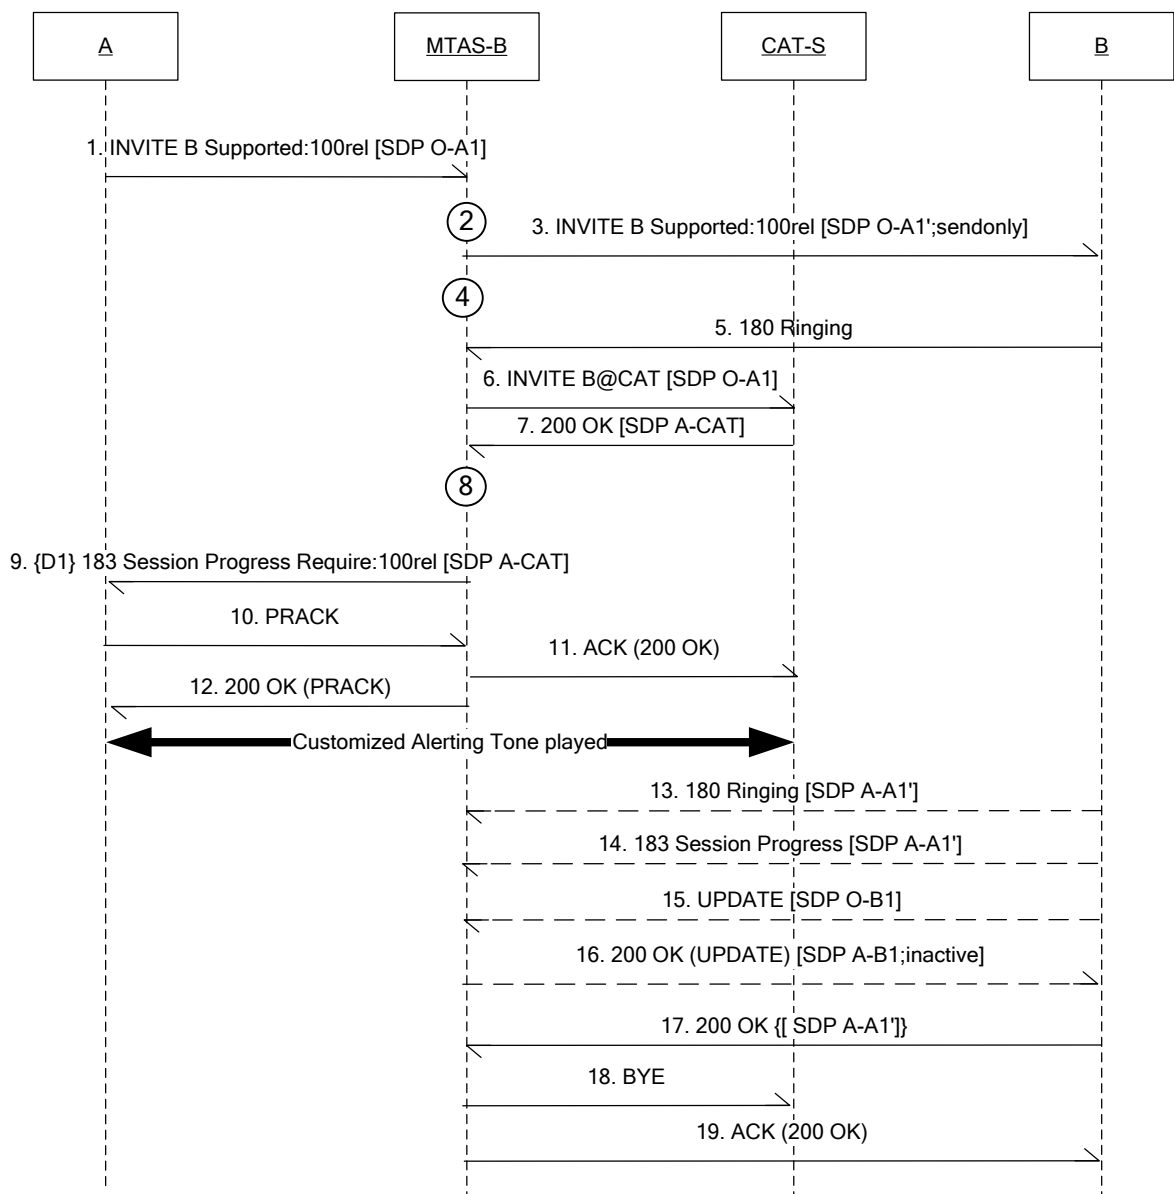 A
MTAS-B
CAT-S
B
1. INVITE B Supported:100rel [SDP O-A1]
2
3. INVITE B Supported:100rel [SDP O-A1';sendonly]
4
5. 180 Ringing
6. INVITE B@CAT [SDP O-A1]
7. 200 OK [SDP A-CAT]
8
9. {D1} 183 Session Progress Require:100rel [SDP A-CAT]
10. PRACK
11. ACK (200 OK)
12. 200 OK (PRACK)
Customized Alerting Tone played
13. 180 Ringing [SDP A-A1']
14. 183 Session Progress [SDP A-A1']
15. UPDATE [SDP O-B1]
16. 200 OK (UPDATE) [SDP A-B1;inactive]
17. 200 OK {[ SDP A-A1']}
18. BYE
19. ACK (200 OK)